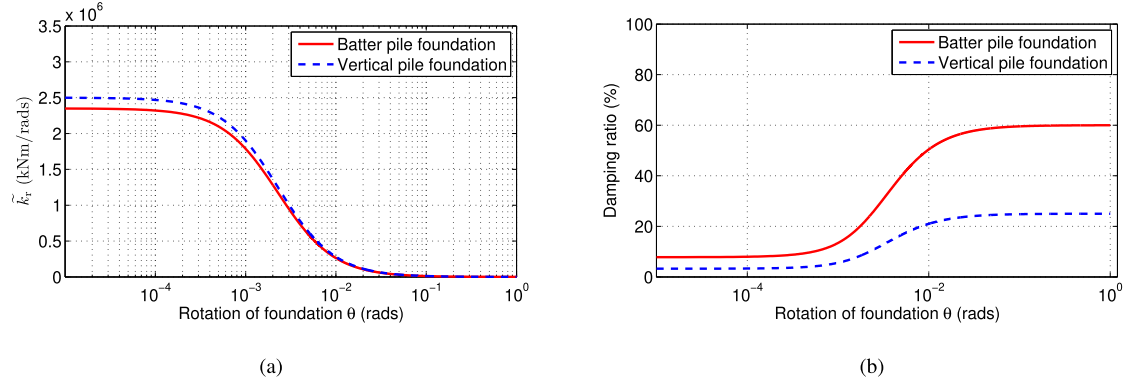 x 10^6
3.5
3
2.5
2
1.5
1
0.5
0
k̃_r (kNm/rads)
Batter pile foundation
Vertical pile foundation
10^−4
10^−3
10^−2
10^−1
10^0
Rotation of foundation θ (rads)
(a)
100
80
60
40
20
0
Damping ratio (%)
Batter pile foundation
Vertical pile foundation
10^−4
10^−2
10^0
Rotation of foundation θ (rads)
(b)